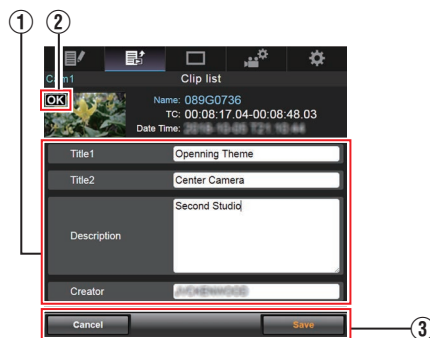 ① ②
Cam1 Clip list
OK
Name: 089G0736
TC: 00:08:17.04-00:08:48.03
Date Time:
Title1 Openning Theme
Title2 Center Camera
Description Second Studio
Creator
Cancel Save
③